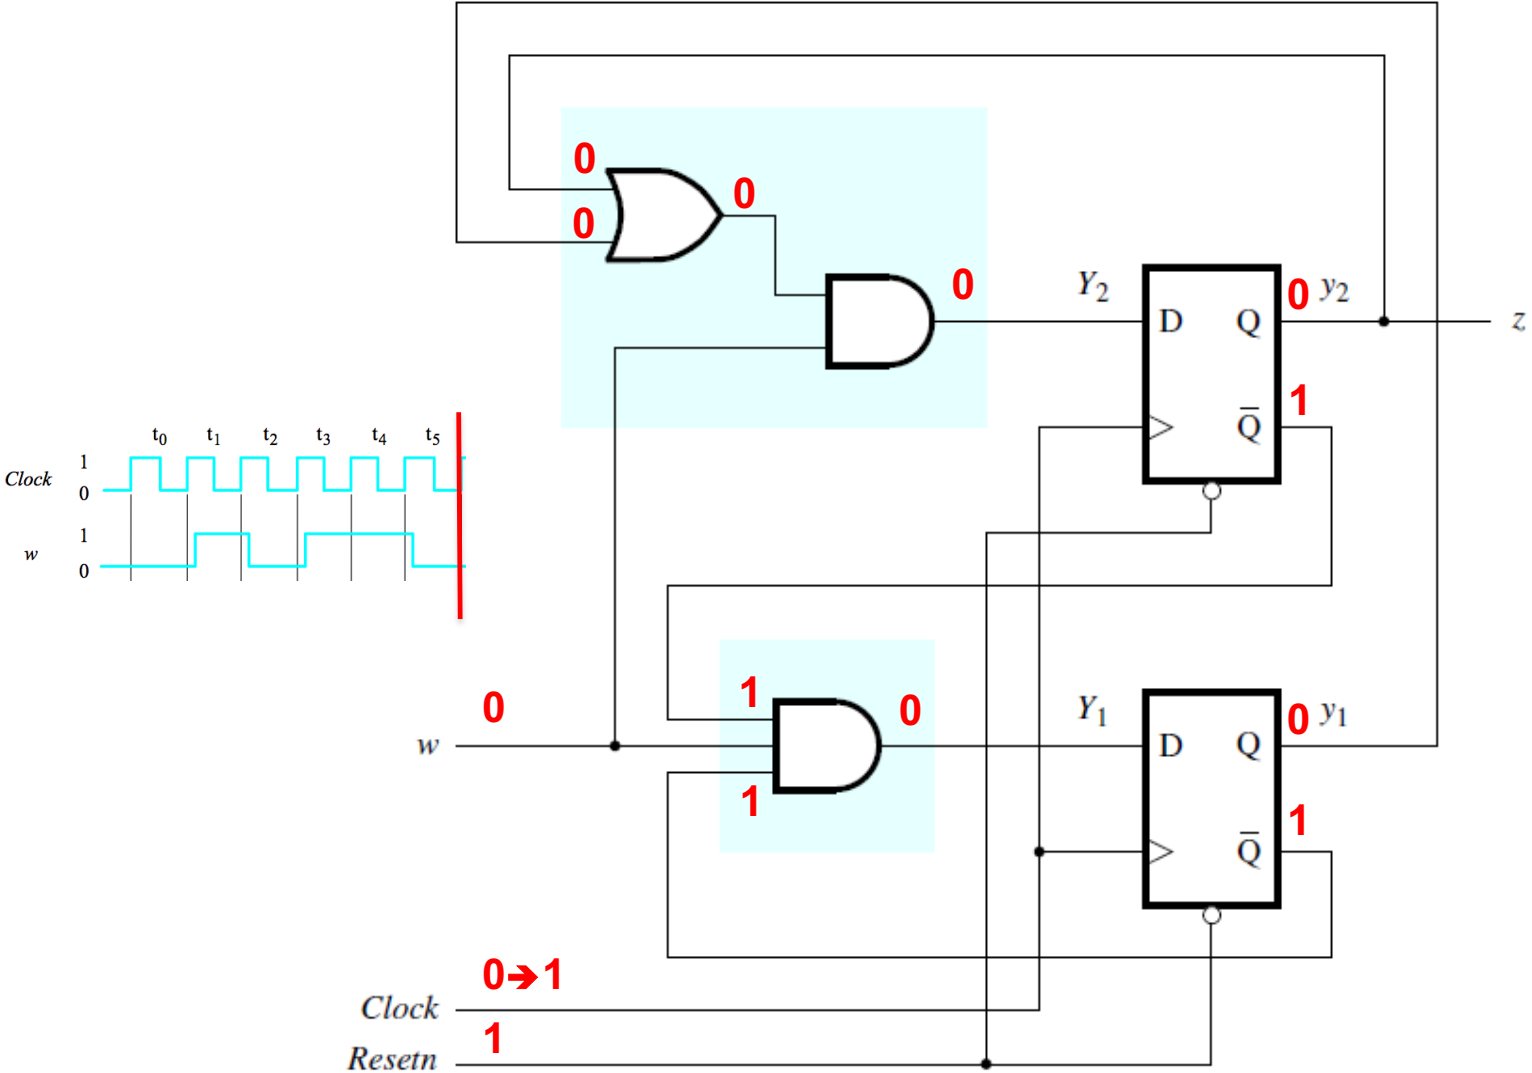 0
0
0
0
Y2
0 y2
D Q
z
1
Q̅
t0 t1 t2 t3 t4 t5
Clock 1
0
w 1
0
0
w
1
0
1
Y1
0 y1
D Q
1
Q̅
0➔1
Clock
1
Resetn